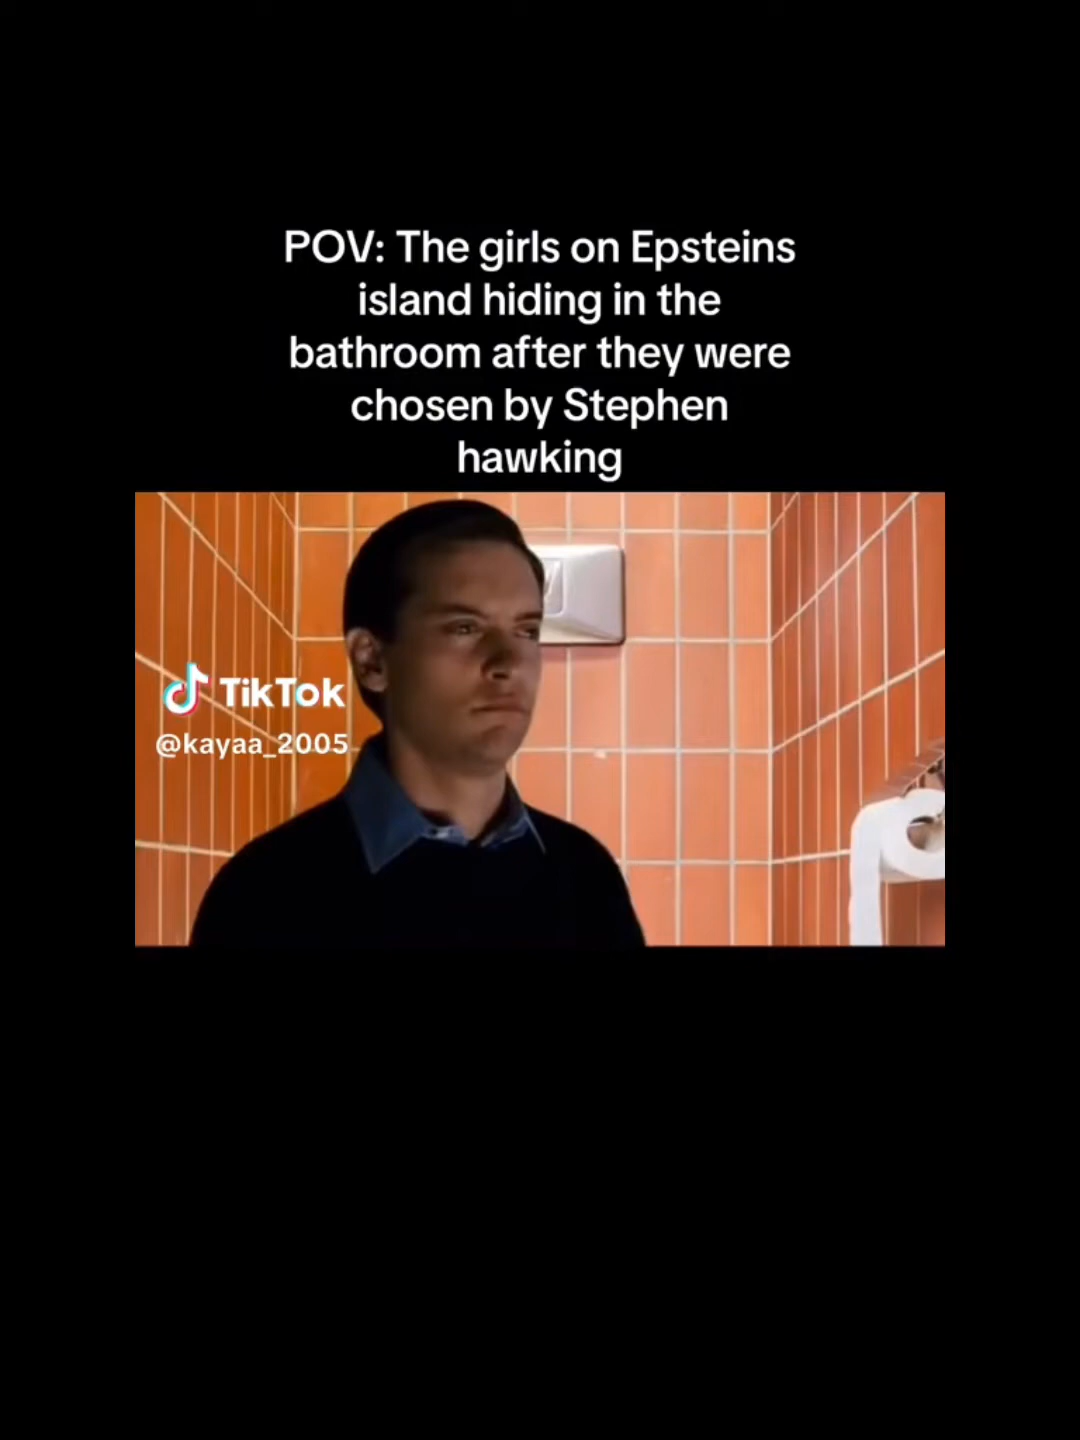 POV: The girls on Epsteins
island hiding in the
bathroom after they were
chosen by Stephen
hawking
TikTok
@kayaa_2005